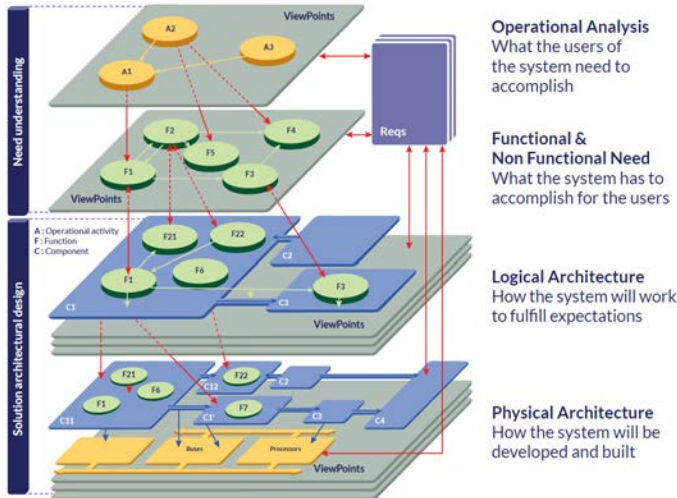 Need understanding
Solution architectural design
ViewPoints
A2
A3
A1
F2
F4
F5
F1
F3
ViewPoints
Reqs
A : Operational activity
F : Function
C : Component
F21
F22
F6
F1
C1
C2
C3
F3
ViewPoints
F21
F6
F1
C11
F22
C12
C2
F7
C1'
C3
C4
Buses
Processors
ViewPoints
Operational Analysis
What the users of
the system need to
accomplish
Functional &
Non Functional Need
What the system has to
accomplish for the users
Logical Architecture
How the system will work
to fulfill expectations
Physical Architecture
How the system will be
developed and built